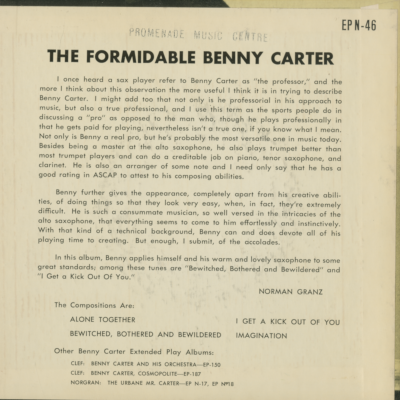 PROMENADE MUSIC CENTRE
EP N-46
THE FORMIDABLE BENNY CARTER
I once heard a sax player refer to Benny Carter as "the professor," and the
more I think about this observation the more useful I think it is in trying to describe
Benny Carter. I might add too that not only is he professional in his approach to
music, but also a true professional, and I use this term as the sports people do in
discussing a "pro" as opposed to the man who, though he plays professionally in
that he gets paid for playing, nevertheless isn't a true one, if you know what I mean.
Not only is Benny a real pro, but he's probably the most versatile one in music today.
Besides being a master at the alto saxophone, he also plays trumpet better than
most trumpet players and can do a creditable job on piano, tenor saxophone, and
clarinet. He is also an arranger of some note and I need only say that he has a
good rating in ASCAP to attest to his composing abilities.
Benny further gives the appearance, completely apart from his creative abili-
ties, of doing things so that they look very easy, when, in fact, they're extremely
difficult. He is such a consummate musician, so well versed in the intricacies of the
alto saxophone, that everything seems to come to him effortlessly and instinctively.
With that kind of a technical background, Benny can and does devote all of his
playing time to creating. But enough, I submit, of the accolades.
In this album, Benny applies himself and his warm and lovely saxophone to some
great standards; among these tunes are "Bewitched, Bothered and Bewildered" and
"I Get a Kick Out Of You."
NORMAN GRANZ
The Compositions Are:
ALONE TOGETHER
I GET A KICK OUT OF YOU
BEWITCHED, BOTHERED AND BEWILDERED
IMAGINATION
Other Benny Carter Extended Play Albums:
CLEF: BENNY CARTER AND HIS ORCHESTRA—EP-150
CLEF: BENNY CARTER, COSMOPOLITE—EP-187
NORGRAN: THE URBANE MR. CARTER—EP N-17, EP N-18